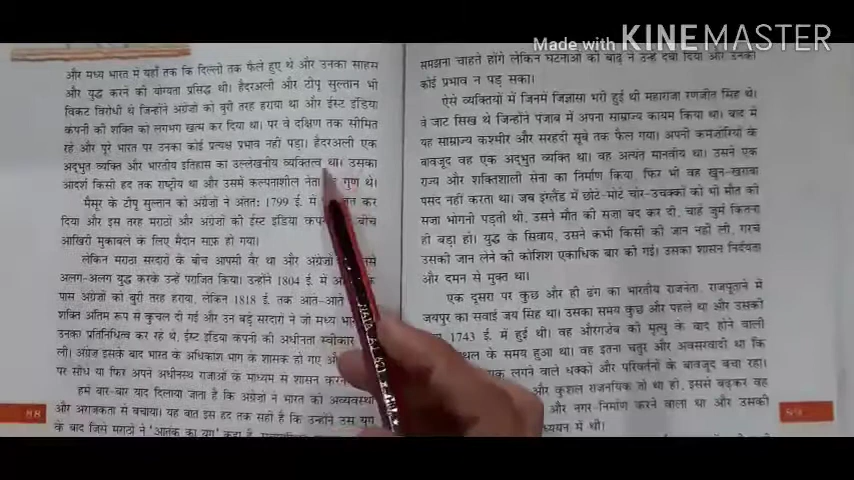 Made with KINEMASTER
और मध्य भारत में यहाँ तक कि दिल्ली तक फैले हुए थे और उनका साहस
और युद्ध करने की योग्यता प्रसिद्ध थी। हैदरअली और टीपू सुल्तान भी
विकट विरोधी थे जिन्होंने अंग्रेज़ों को बुरी तरह हराया था और ईस्ट इंडिया
कंपनी की शक्ति को लगभग खत्म कर दिया था। पर वे दक्षिण तक सीमित
रहे और पूरे भारत पर उनका कोई प्रत्यक्ष प्रभाव नहीं पड़ा। हैदरअली एक
अद्भुत व्यक्ति और भारतीय इतिहास का उल्लेखनीय व्यक्तित्व था। उसका
आदर्श किसी हद तक राष्ट्रीय था और उसमें कल्पनाशील नेता गुण थे।
मैसूर के टीपू सुल्तान को अंग्रेज़ों ने अंततः 1799 ई. में कर
दिया और इस तरह मराठों और अंग्रेज़ों की ईस्ट इंडिया बीच
आखिरी मुकाबले के लिए मैदान साफ़ हो गया।
लेकिन मराठा सरदारों के बीच आपसी वैर था और अंग्रेज़ों
अलग-अलग युद्ध करके उन्हें पराजित किया। उन्होंने 1804 ई. में
पास अंग्रेज़ों को बुरी तरह हराया, लेकिन 1818 ई. तक आते-आते
शक्ति अंतिम रूप से कुचल दी गई और उन बड़े सरदारों ने जो मध्य
उनका प्रतिनिधित्व कर रहे थे, ईस्ट इंडिया कंपनी की अधीनता स्वीकार
ली। अंग्रेज़ इसके बाद भारत के अधिकांश भाग के शासक हो गए
पर सीधे या फिर अपने अधीनस्थ राजाओं के माध्यम से शासन
हमें बार-बार याद दिलाया जाता है कि अंग्रेज़ों ने भारत को अव्यवस्था
और अराजकता से बचाया। यह बात इस हद तक सही है कि उन्होंने उस युग
के बाद जिसे मराठों ने 'आतंक का युग' कहा है,
समझना चाहते होंगे लेकिन घटनाओं के दबाव ने उन्हें दबा दिया और उनका
कोई प्रभाव न पड़ सका।
ऐसे व्यक्तियों में जिनमें जिज्ञासा भरी हुई थी महाराजा रणजीत सिंह थे।
वे जाट सिख थे जिन्होंने पंजाब में अपना साम्राज्य कायम किया था। बाद में
यह साम्राज्य कश्मीर और सरहदी सूबे तक फैल गया। अपनी कमज़ोरियों के
बावजूद वह एक अद्भुत व्यक्ति था। वह अत्यंत मानवीय था। उसने एक
राज्य और शक्तिशाली सेना का निर्माण किया, फिर भी वह खून-खराबा
पसंद नहीं करता था। जब इंग्लैंड में छोटे-मोटे चोर-उचक्कों को भी मौत की
सज़ा भोगनी पड़ती थी, उसने मौत की सज़ा बंद कर दी, चाहे जुर्म कितना
ही बड़ा हो। युद्ध के सिवाय, उसने कभी किसी की जान नहीं ली, गरचे
उसकी जान लेने की कोशिश एकाधिक बार की गई। उसका शासन निर्दयता
और दमन से मुक्त था।
एक दूसरा पर कुछ और ही ढंग का भारतीय राजनेता, राजपूताने में
जयपुर का सवाई जय सिंह था। उसका समय कुछ और पहले था और उसकी
1743 ई. में हुई थी। वह औरंगज़ेब की मृत्यु के बाद होने वाली
के समय हुआ था। वह इतना चतुर और अवसरवादी था कि
लगने वाले धक्कों और परिवर्तनों के बावजूद बचा रहा।
और कुशल राजनयिक तो था ही, इससे बढ़कर वह
और नगर-निर्माण करने वाला था और उसकी
में थी।